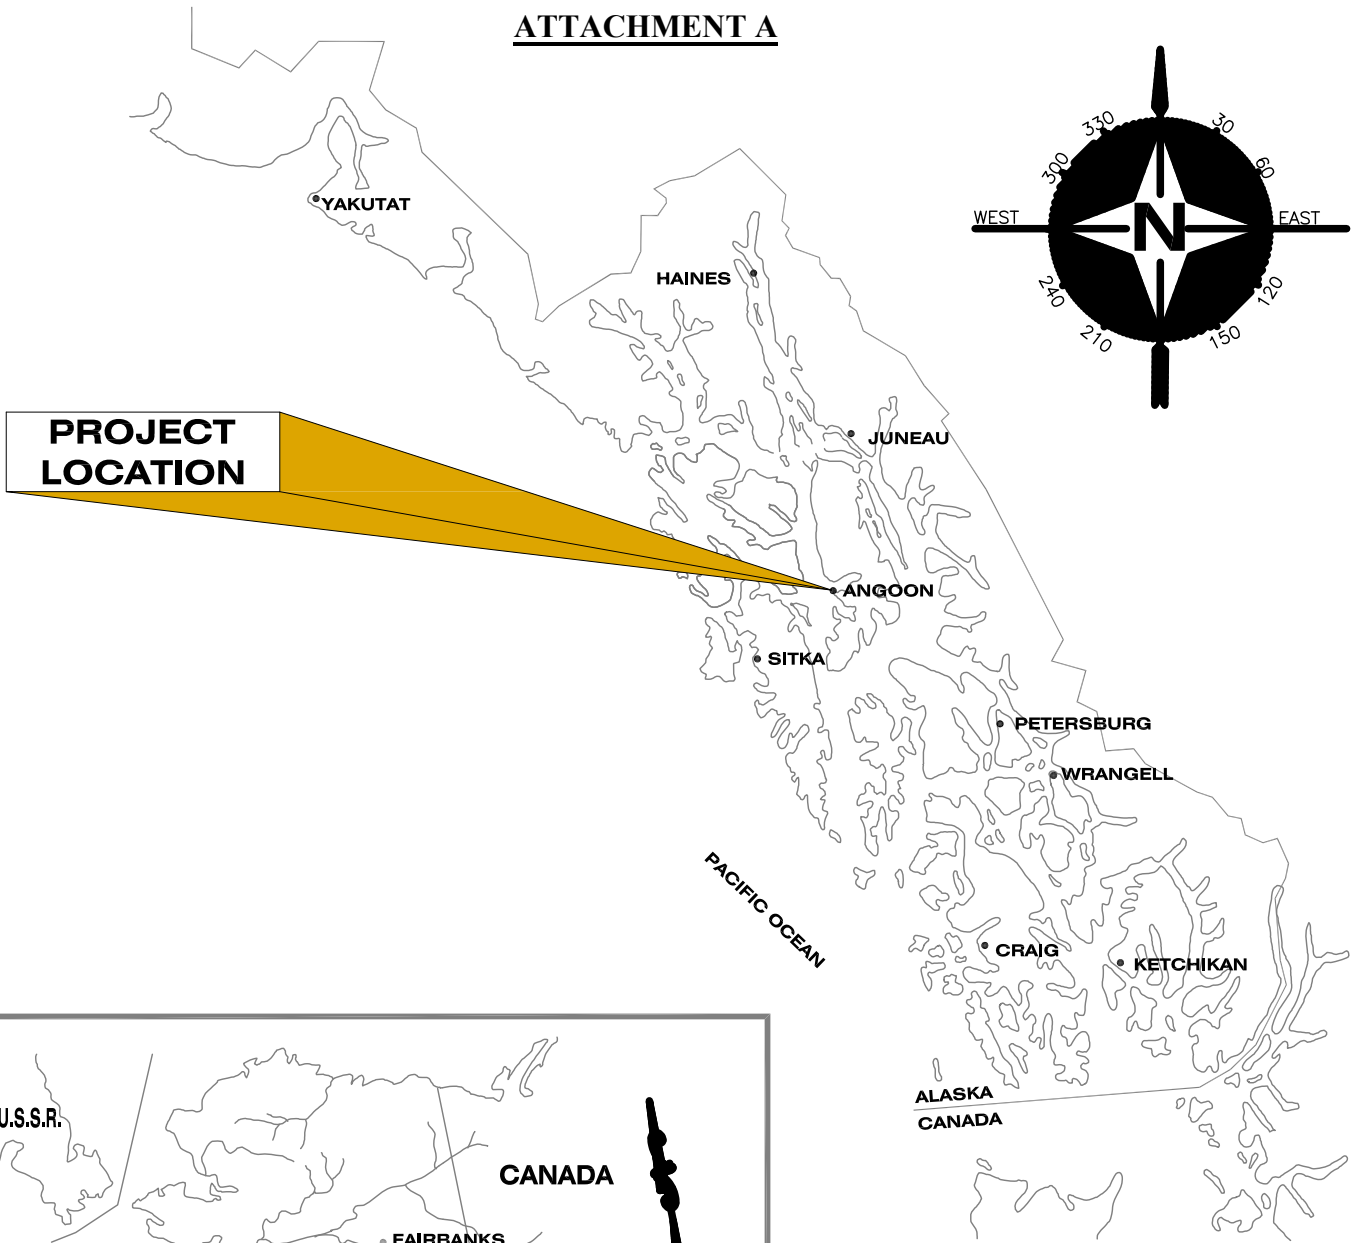 ATTACHMENT A
330
30
300
60
WEST
N
EAST
240
120
210
150
YAKUTAT
HAINES
PROJECT
LOCATION
JUNEAU
ANGOON
SITKA
PETERSBURG
WRANGELL
PACIFIC OCEAN
CRAIG
KETCHIKAN
ALASKA
CANADA
U.S.S.R.
CANADA
FAIRBANKS